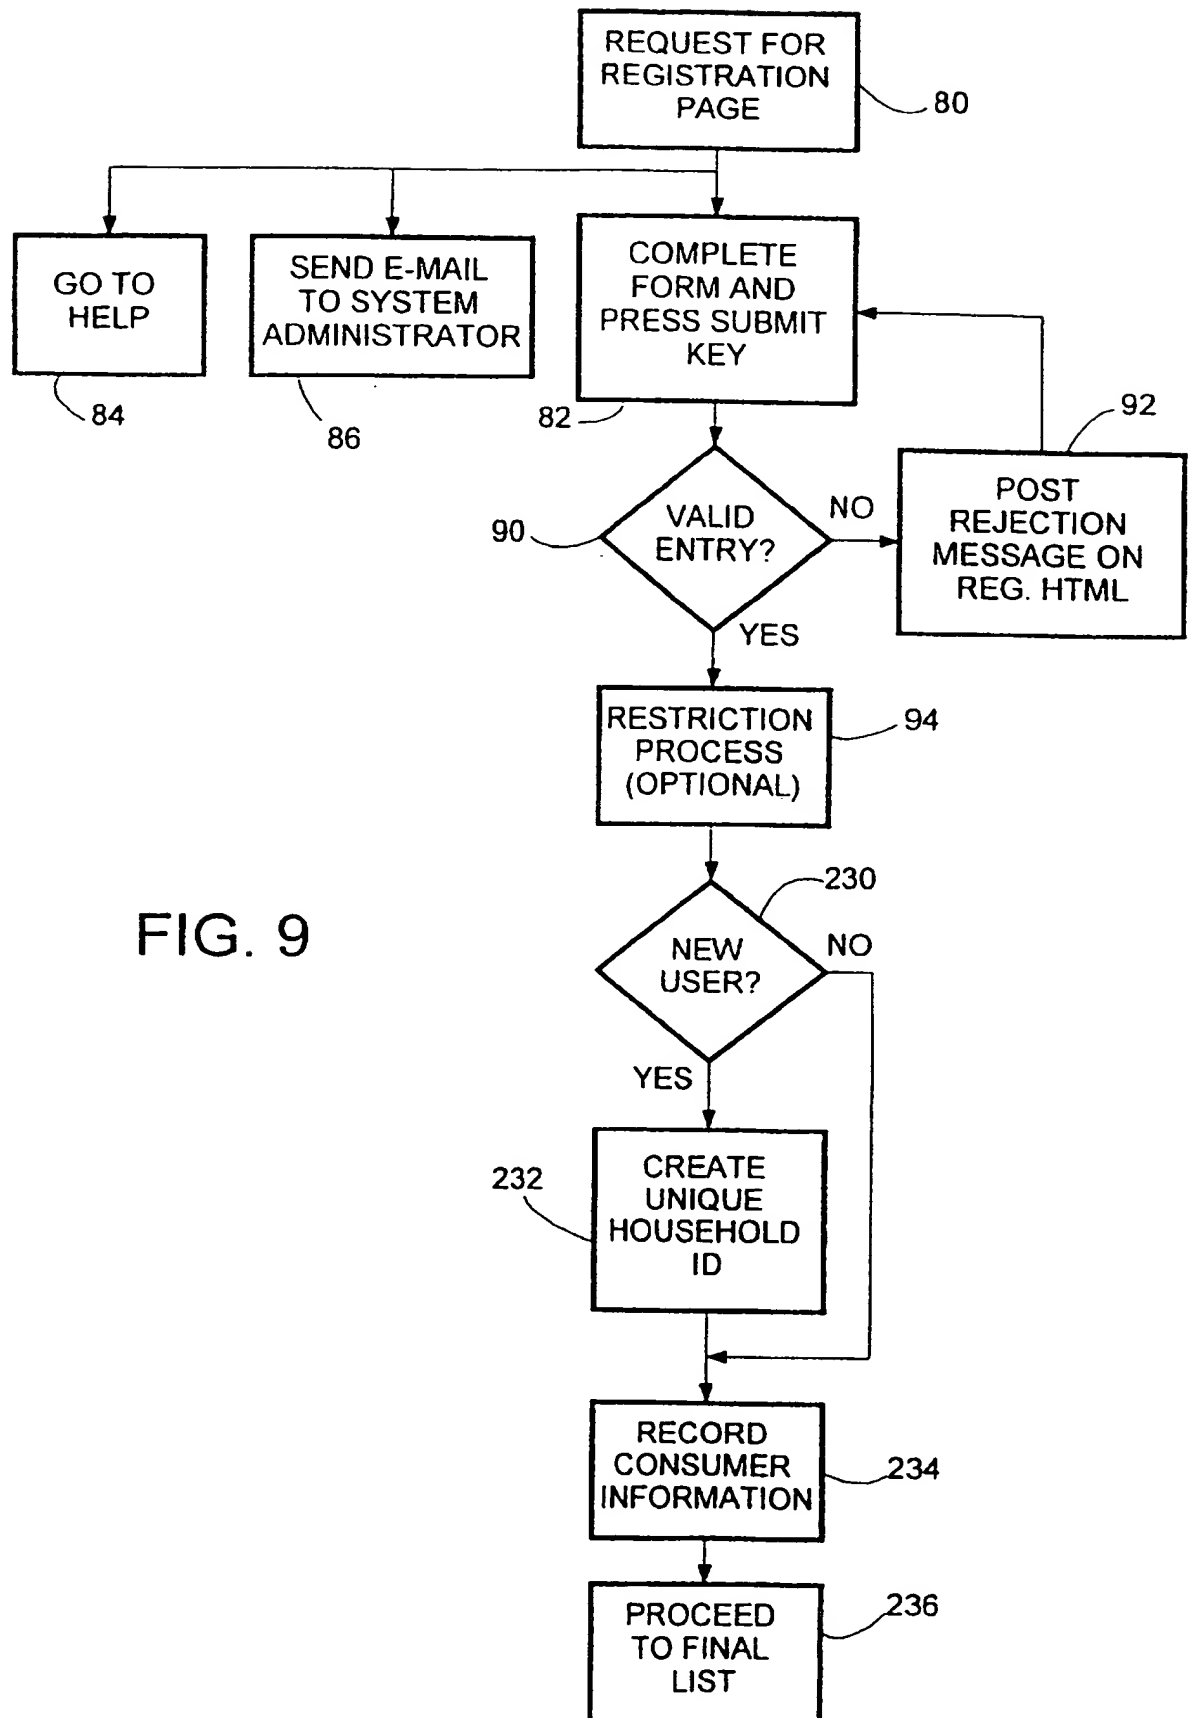 REQUEST FOR
REGISTRATION
PAGE
80
GO TO
HELP
84
SEND E-MAIL
TO SYSTEM
ADMINISTRATOR
86
COMPLETE
FORM AND
PRESS SUBMIT
KEY
82
92
POST
REJECTION
MESSAGE ON
REG. HTML
90
VALID
ENTRY?
NO
YES
RESTRICTION
PROCESS
(OPTIONAL)
94
230
FIG. 9
NEW
USER?
NO
YES
232
CREATE
UNIQUE
HOUSEHOLD
ID
RECORD
CONSUMER
INFORMATION
234
PROCEED
TO FINAL
LIST
236